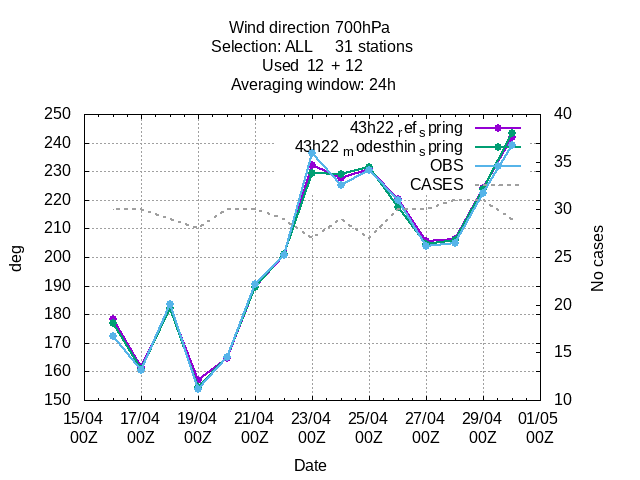 Wind direction 700hPa
Selection: ALL 31 stations
Used 12 + 12
Averaging window: 24h
43h22 ref spring
43h22 modesthin spring
OBS
CASES
250
240
230
220
210
200
190
180
170
160
150
40
35
30
25
20
15
10
deg
No cases
15/04 17/04 19/04 21/04 23/04 25/04 27/04 29/04 01/05
00Z 00Z 00Z 00Z 00Z 00Z 00Z 00Z 00Z
Date